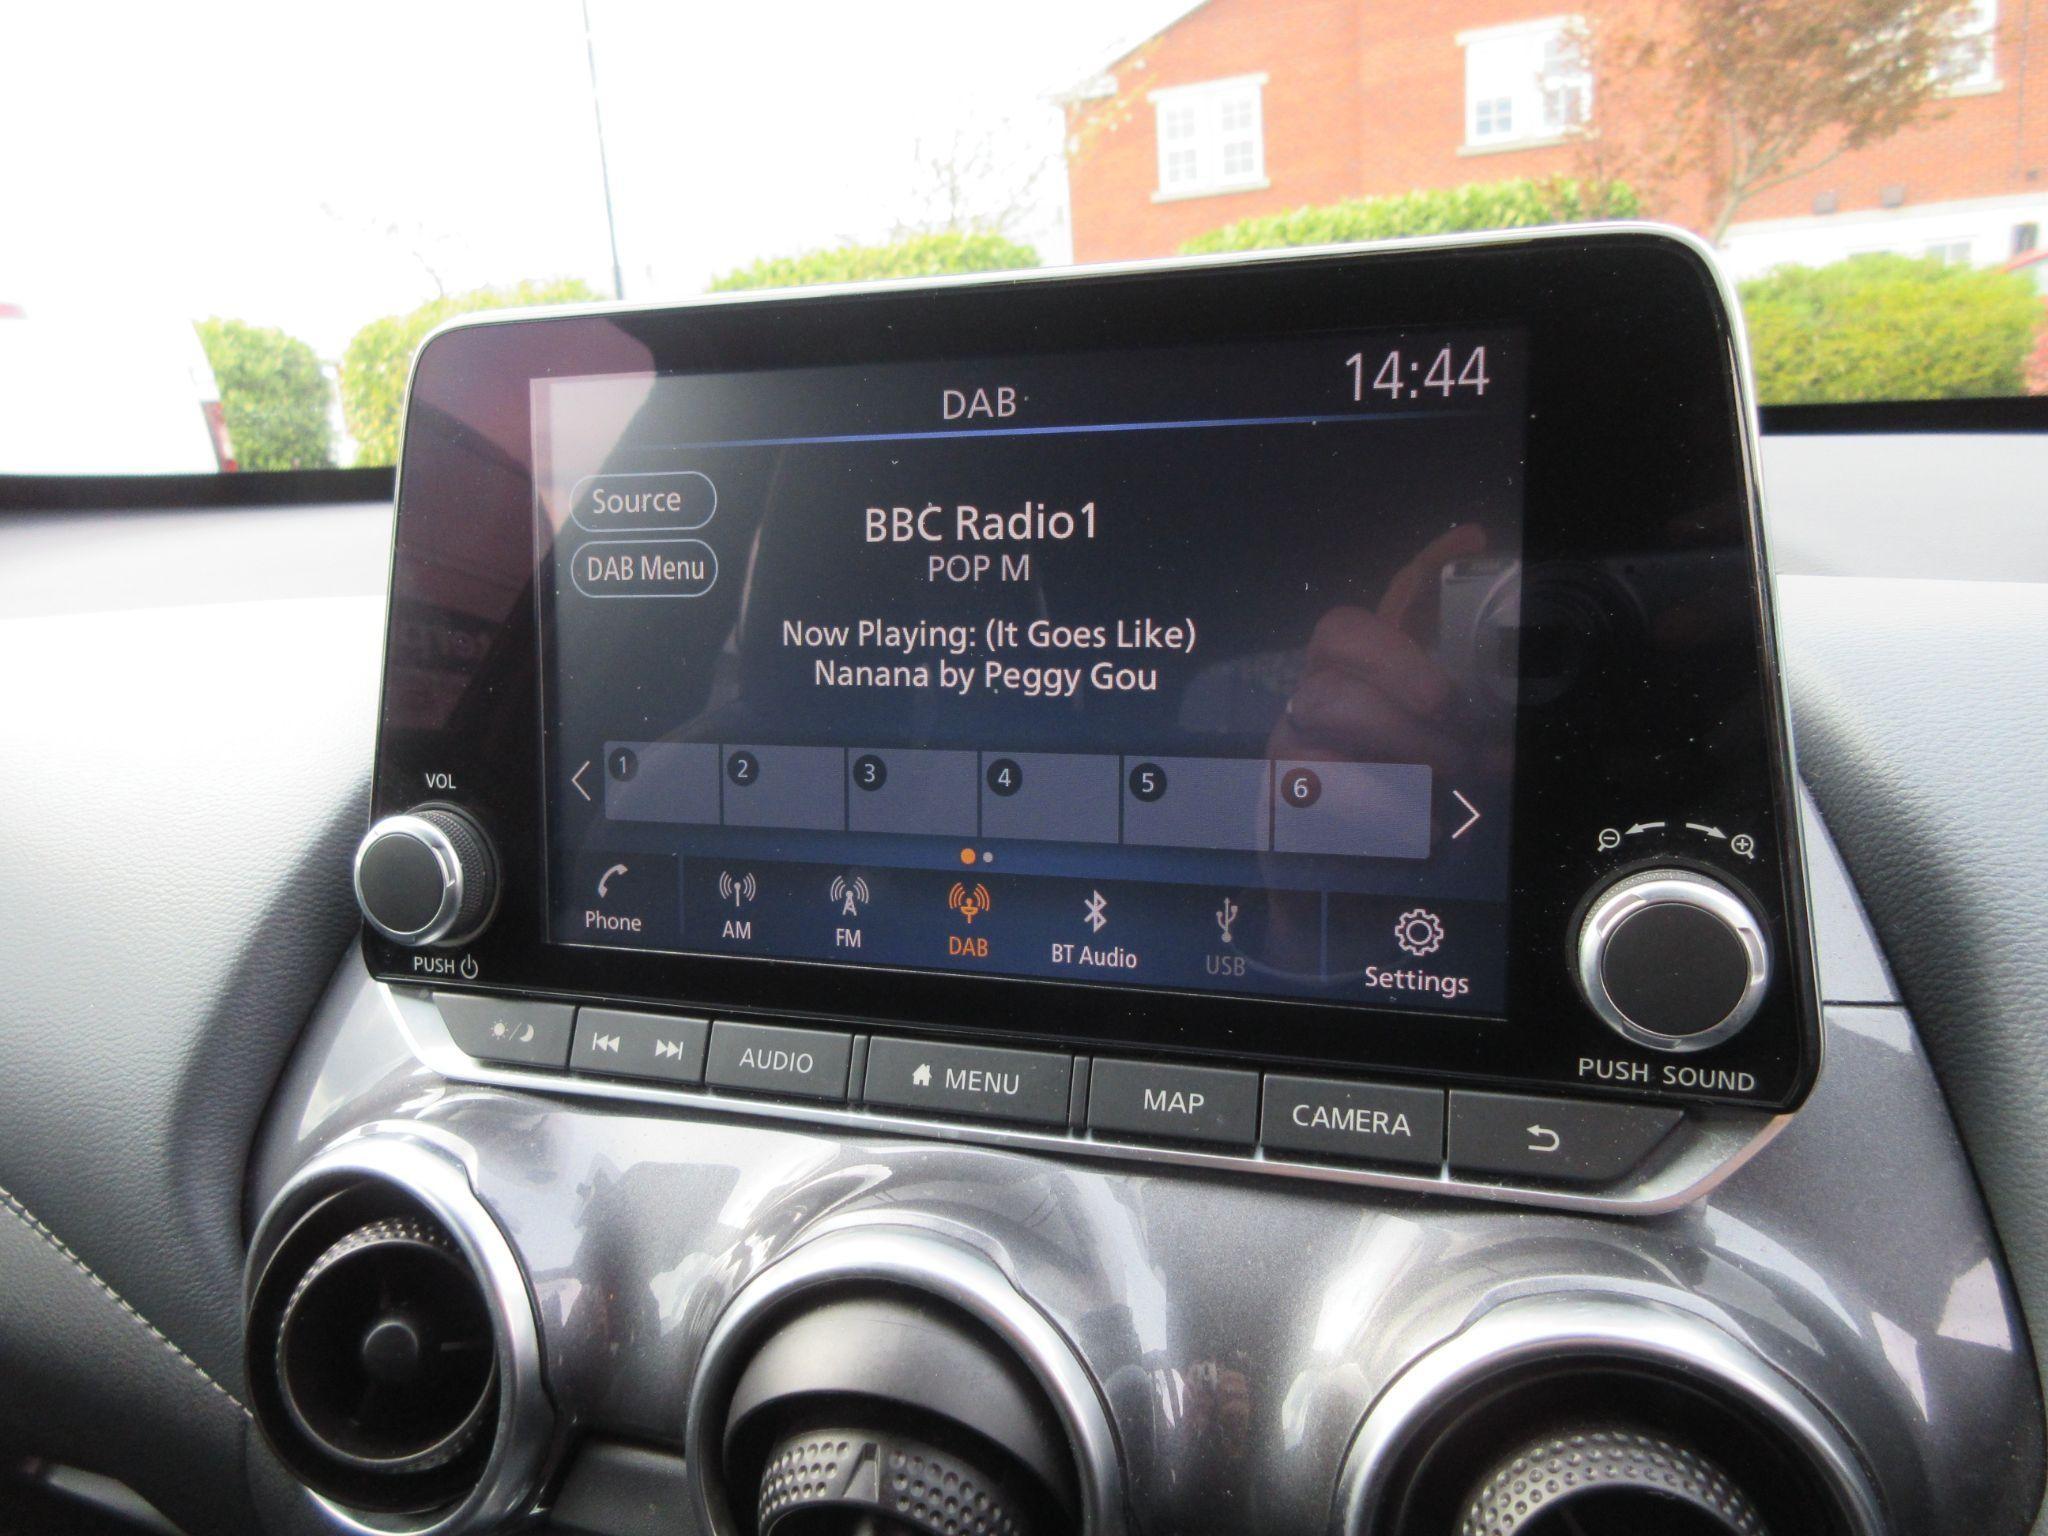 DAB
14:44
Source
DAB Menu
BBC Radio1
POP M
Now Playing: (It Goes Like)
Nanana by Peggy Gou
1 2 3 4 5 6
Phone
AM
FM
DAB
BT Audio
USB
Settings
VOL
PUSH
PUSH SOUND
AUDIO
MENU
MAP
CAMERA